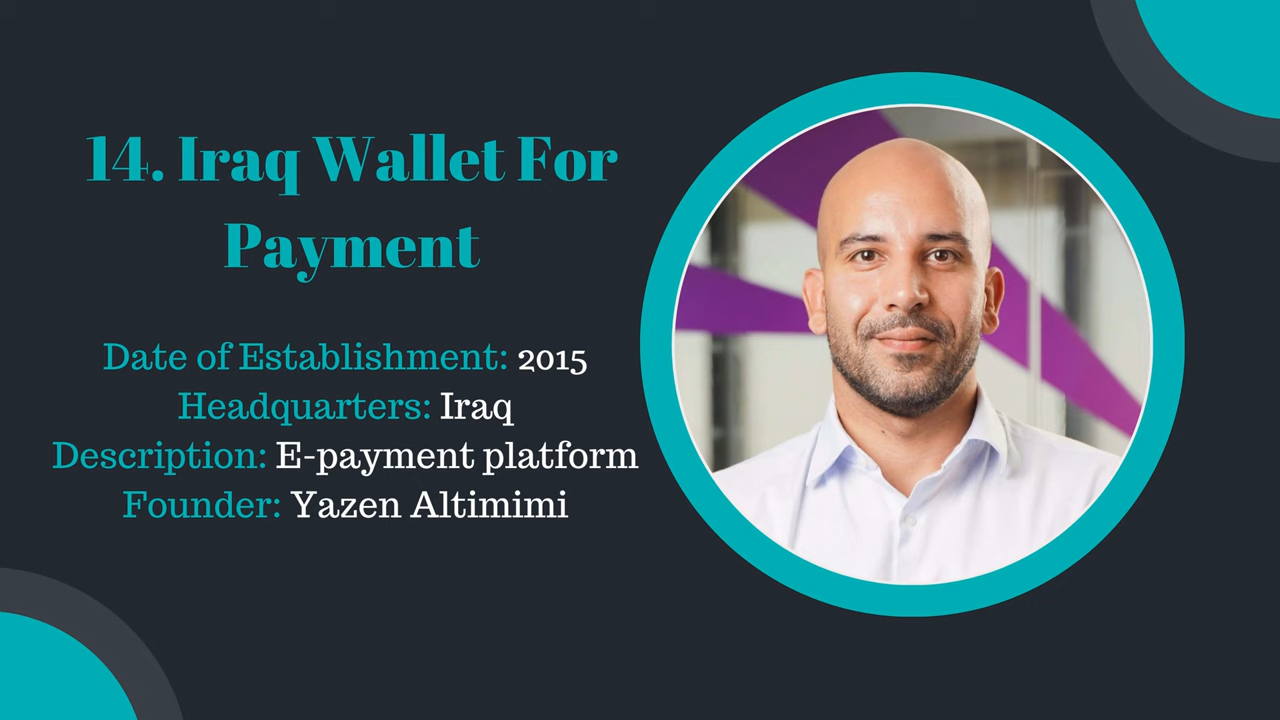 14. Iraq Wallet For
Payment
Date of Establishment: 2015
Headquarters: Iraq
Description: E-payment platform
Founder: Yazen Altimimi